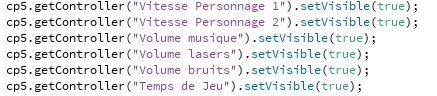 cp5.getController("Vitesse Personnage 1").setVisible(true);
cp5.getController("Vitesse Personnage 2").setVisible(true);
cp5.getController("Volume musique").setVisible(true);
cp5.getController("Volume lasers").setVisible(true);
cp5.getController("Volume bruits").setVisible(true);
cp5.getController("Temps de Jeu").setVisible(true);